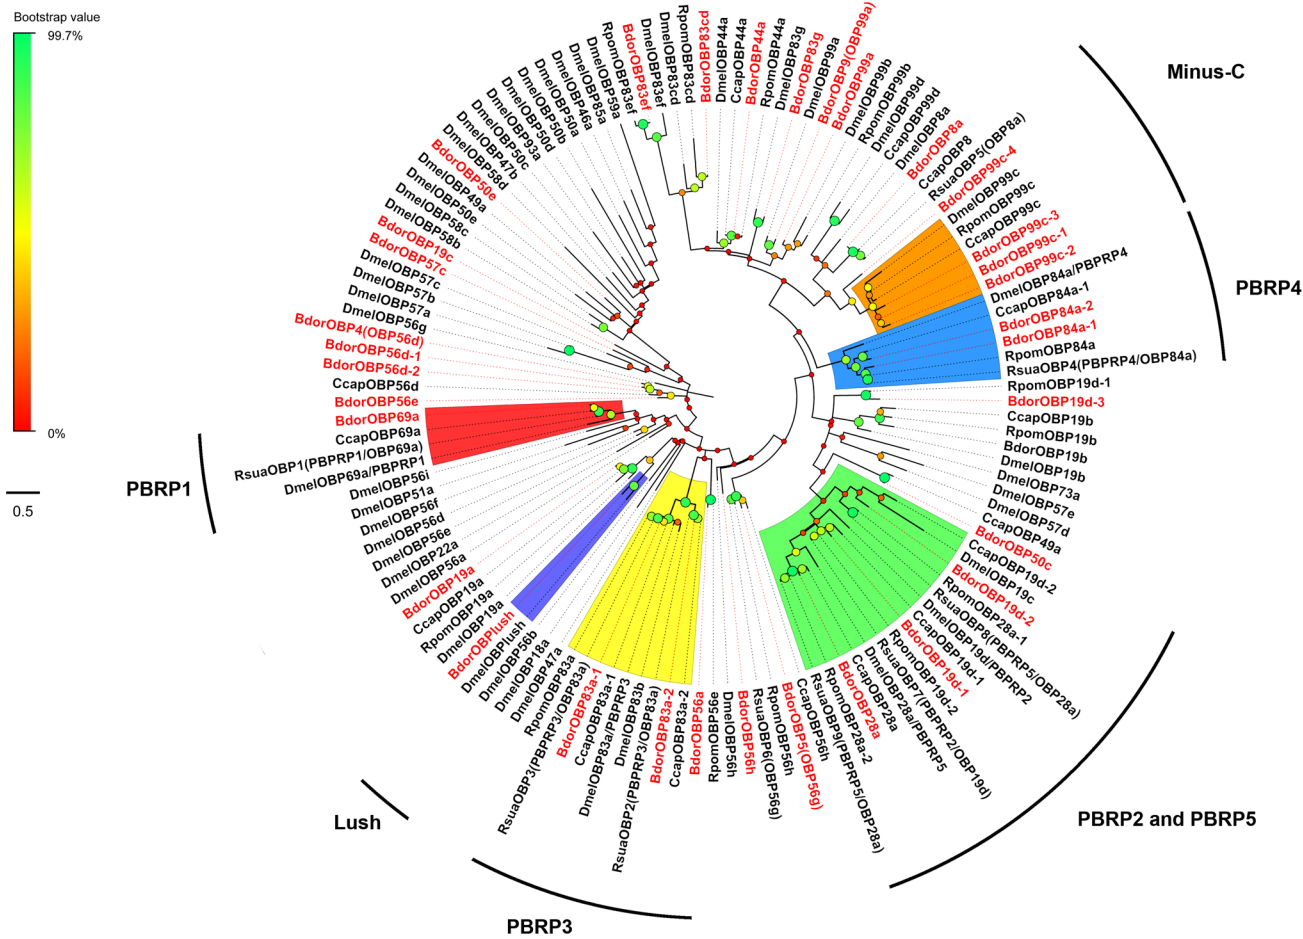 Bootstrap value
99.7%
0%
0.5
Minus-C
PBRP4
PBRP2 and PBRP5
PBRP3
Lush
PBRP1
RpomOBP83ef
BdorOBP83ef
DmelOBP83ef
DmelOBP83cd
RpomOBP83cd
BdorOBP83cd
DmelOBP44a
CcapOBP44a
BdorOBP44a
RpomOBP44a
DmelOBP83g
BdorOBP83g
DmelOBP99a
BdorOBP9(OBP99a)
BdorOBP99a
DmelOBP99b
RpomOBP99b
DmelOBP99d
CcapOBP99d
DmelOBP8a
BdorOBP8a
CcapOBP8
RsuaOBP5(OBP8a)
BdorOBP99c-4
DmelOBP99c
RpomOBP99c
CcapOBP99c
BdorOBP99c-3
BdorOBP99c-1
BdorOBP99c-2
DmelOBP84a/PBPRP4
CcapOBP84a-1
BdorOBP84a-2
BdorOBP84a-1
RpomOBP84a
RsuaOBP4(PBPRP4/OBP84a)
RpomOBP19d-1
BdorOBP19d-3
CcapOBP19b
RpomOBP19b
BdorOBP19b
DmelOBP19b
DmelOBP73a
DmelOBP57e
DmelOBP57d
CcapOBP49a
BdorOBP50c
CcapOBP19d-2
DmelOBP19c
BdorOBP19d-2
RpomOBP28a-1
RsuaOBP8(PBPRP5/OBP28a)
DmelOBP19d/PBPRP2
CcapOBP19d-1
BdorOBP19d-1
RpomOBP19d-2
RsuaOBP7(PBPRP2/OBP19d)
DmelOBP28a/PBPRP5
CcapOBP28a
BdorOBP28a
RpomOBP28a-2
RsuaOBP9(PBPRP5/OBP28a)
CcapOBP56h
BdorOBP5(OBP56g)
RpomOBP56h
RsuaOBP6(OBP56g)
BdorOBP56h
DmelOBP56h
RpomOBP56e
BdorOBP56a
CcapOBP83a-2
BdorOBP83a-2
RsuaOBP2(PBPRP3/OBP83a)
DmelOBP83b
DmelOBP83a/PBPRP3
CcapOBP83a-1
BdorOBP83a-1
RsuaOBP3(PBPRP3/OBP83a)
RpomOBP83a
DmelOBP47a
DmelOBP18a
DmelOBP56b
DmelOBPlush
BdorOBPlush
DmelOBP19a
RpomOBP19a
CcapOBP19a
BdorOBP19a
DmelOBP56a
DmelOBP22a
DmelOBP56e
DmelOBP56d
DmelOBP56f
DmelOBP51a
DmelOBP56i
DmelOBP69a/PBPRP1
RsuaOBP1(PBPRP1/OBP69a)
CcapOBP69a
BdorOBP69a
BdorOBP56e
CcapOBP56d
BdorOBP56d-2
BdorOBP56d-1
BdorOBP4(OBP56d)
DmelOBP56g
DmelOBP57a
DmelOBP57b
DmelOBP57c
BdorOBP57c
BdorOBP19c
DmelOBP58b
DmelOBP58c
DmelOBP50e
DmelOBP49a
BdorOBP50e
DmelOBP58d
DmelOBP47b
DmelOBP50c
DmelOBP93a
DmelOBP50d
DmelOBP50b
DmelOBP50a
DmelOBP85a
DmelOBP46a
DmelOBP59a